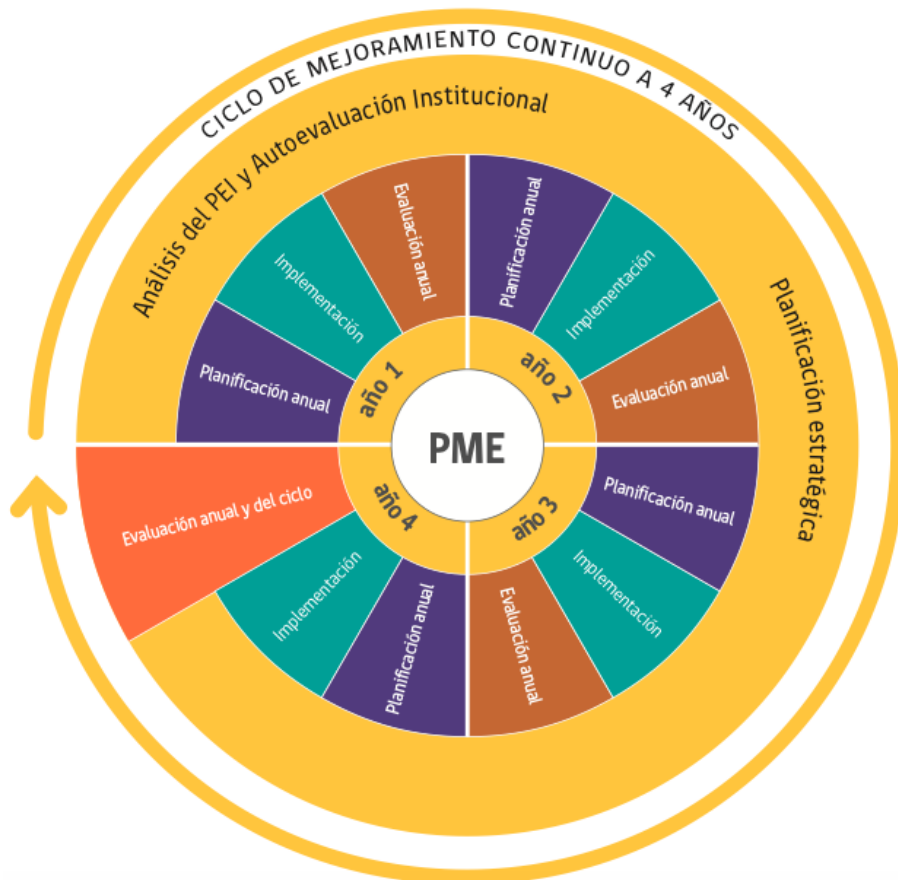 CICLO DE MEJORAMIENTO CONTINUO A 4 AÑOS
Análisis del PEI y Autoevaluación Institucional
Planificación estratégica
PME
año 1
Planificación anual
Implementación
Evaluación anual
año 2
Planificación anual
Implementación
Evaluación anual
año 3
Planificación anual
Implementación
Evaluación anual
año 4
Planificación anual
Implementación
Evaluación anual y del ciclo